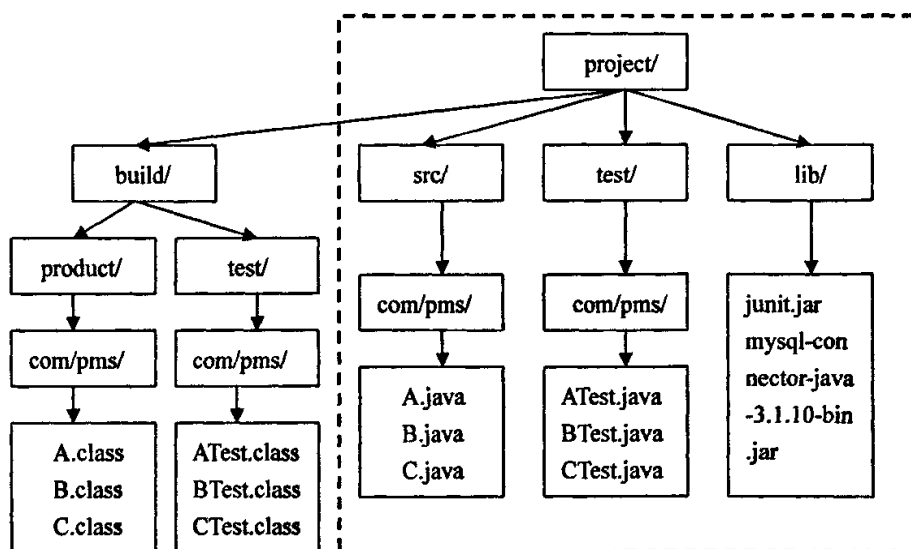 project/
build/
src/
test/
lib/
product/
test/
com/pms/
com/pms/
junit.jar
mysql-con
nector-java
-3.1.10-bin
.jar
com/pms/
com/pms/
A.java
B.java
C.java
ATest.java
BTest.java
CTest.java
A.class
B.class
C.class
ATest.class
BTest.class
CTest.class